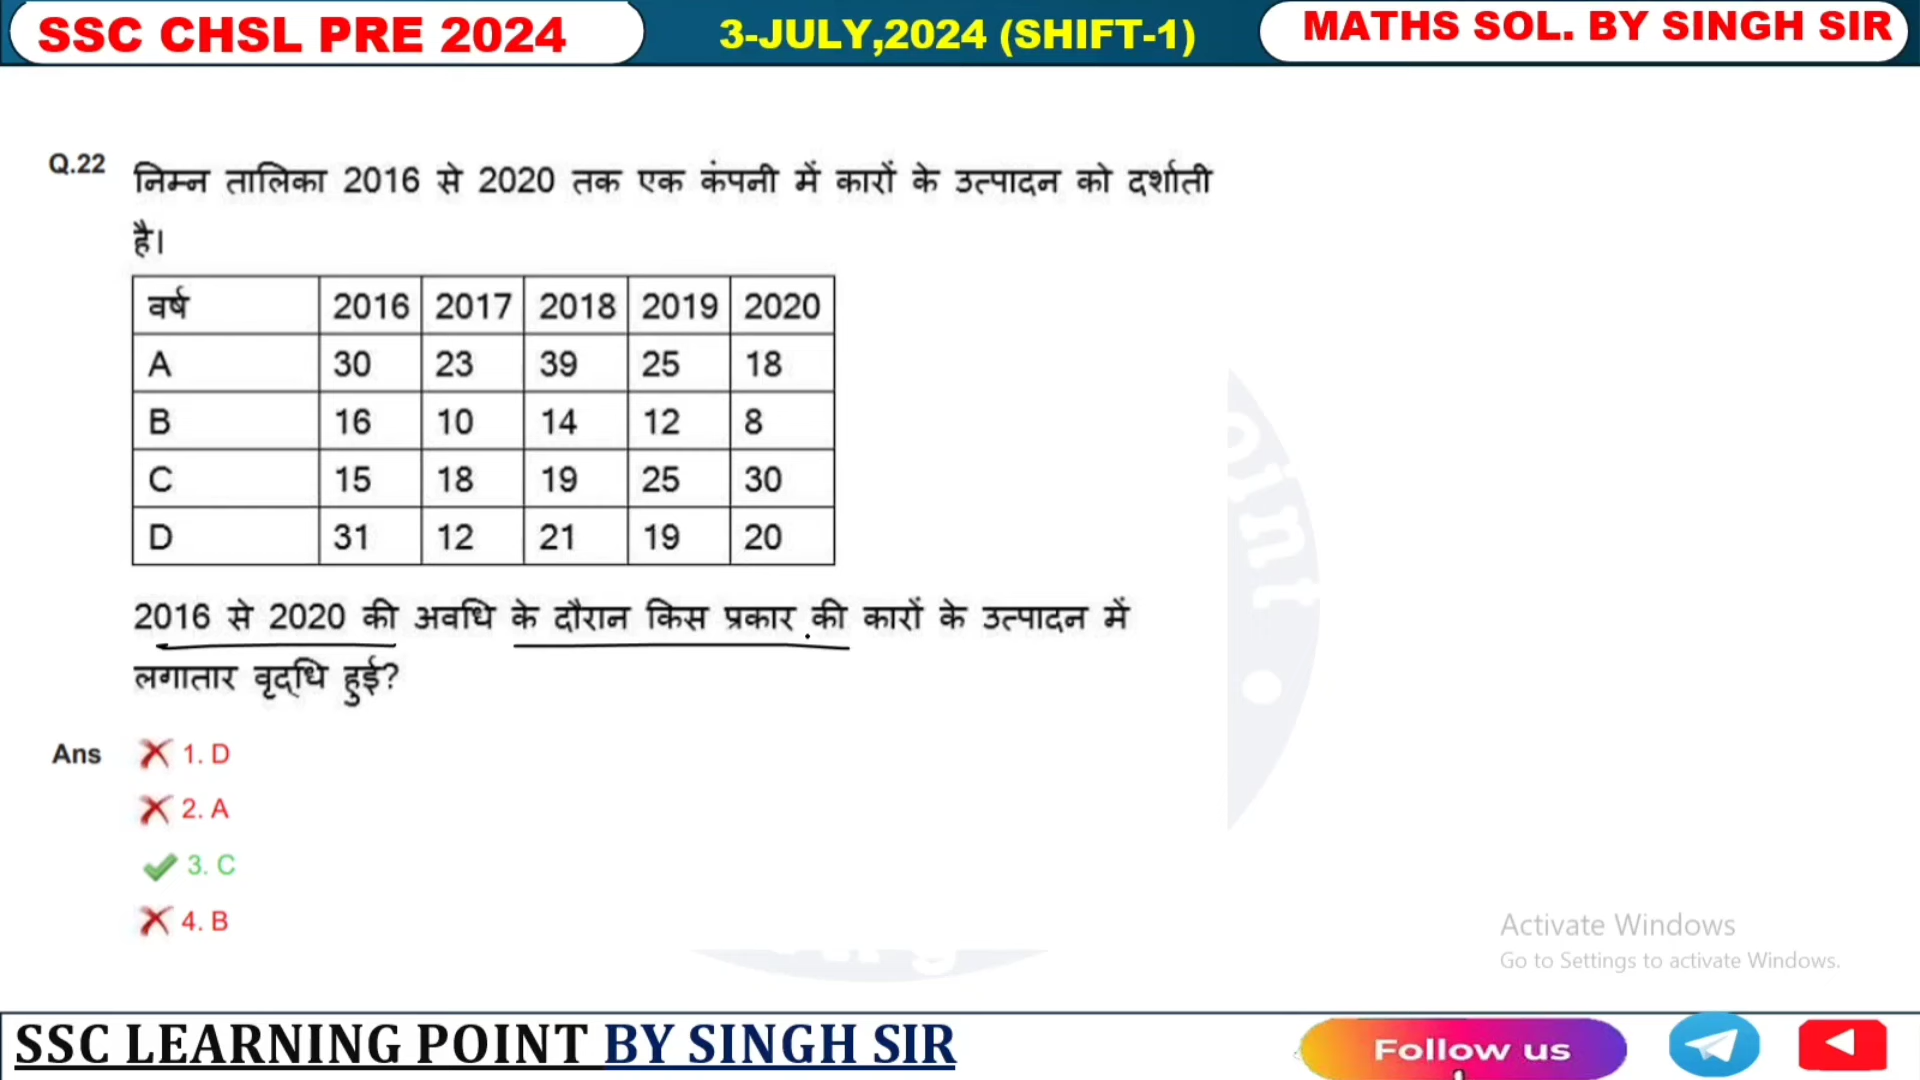 SSC CHSL PRE 2024
3-JULY,2024 (SHIFT-1)
MATHS SOL. BY SINGH SIR
Q.22 निम्न तालिका 2016 से 2020 तक एक कंपनी में कारों के उत्पादन को दर्शाती
है।
वर्ष 2016 2017 2018 2019 2020
A 30 23 39 25 18
B 16 10 14 12 8
C 15 18 19 25 30
D 31 12 21 19 20
2016 से 2020 की अवधि के दौरान किस प्रकार की कारों के उत्पादन में
लगातार वृद्धि हुई?
Ans 1. D
2. A
3. C
4. B
oint
Activate Windows
Go to Settings to activate Windows.
SSC LEARNING POINT BY SINGH SIR
Follow us